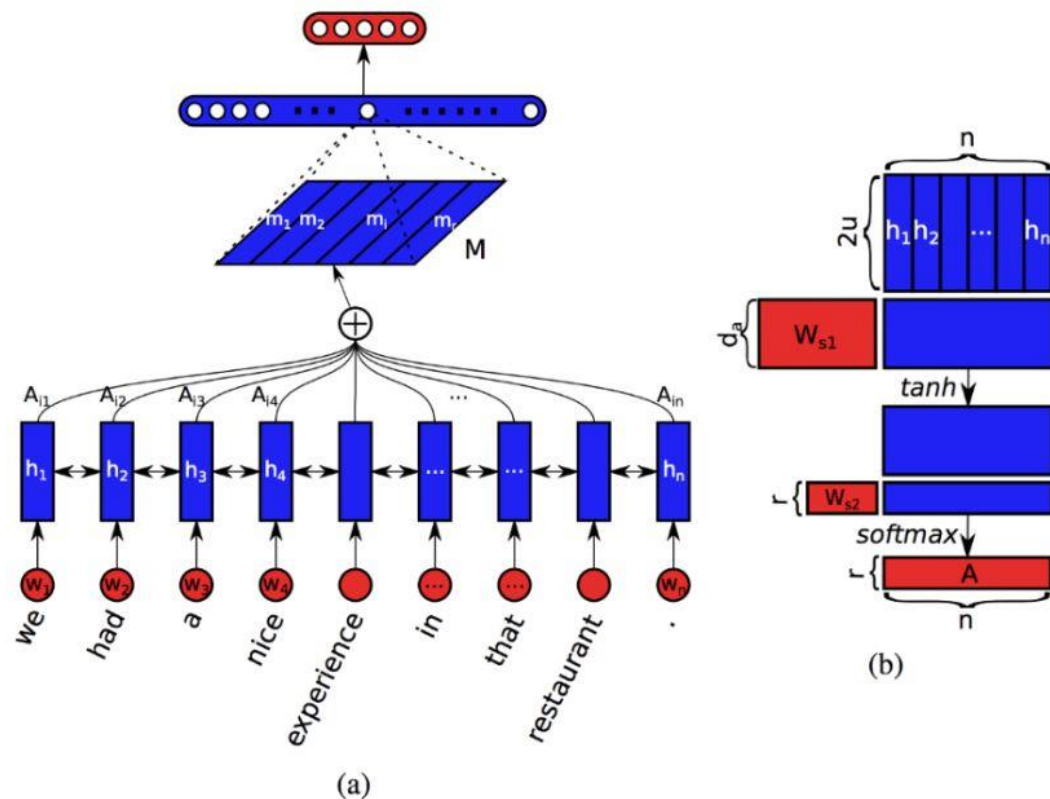 m₁ m₂ mᵢ mᵣ
M
Aᵢ₁ Aᵢ₂ Aᵢ₃ Aᵢ₄ ... Aᵢₙ
h₁ h₂ h₃ h₄ ... ... hₙ
w₁ w₂ w₃ w₄ ... ... wₙ
we had a nice experience in that restaurant .
(a)
n
2u
h₁ h₂ ... hₙ
dₐ
Wₛ₁
tanh
r
Wₛ₂
softmax
r
A
n
(b)